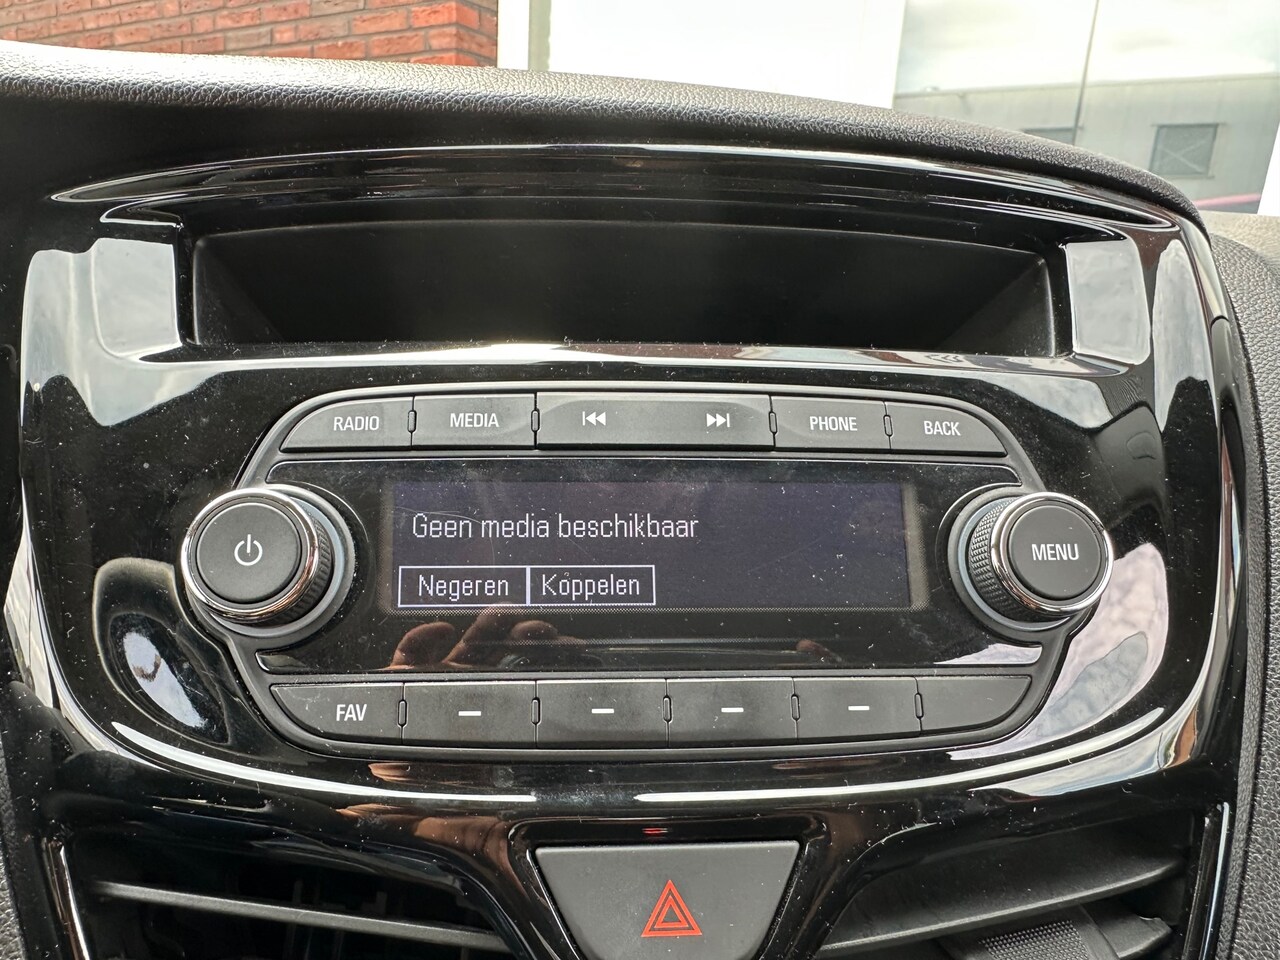 RADIO MEDIA PHONE BACK
Geen media beschikbaar
MENU
Negeren Koppelen
FAV